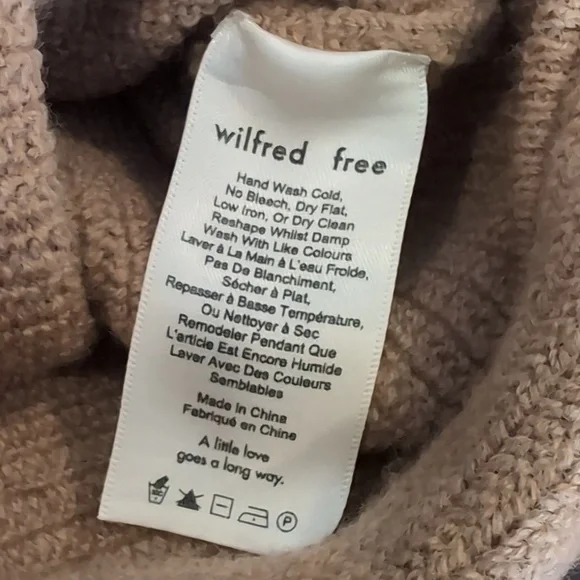 wilfred free
Hand Wash Cold,
No Bleach, Dry Flat,
Low Iron, Or Dry Clean
Reshape Whilst Damp
Wash With Like Colours
Laver à La Main à L'eau Froide,
Pas De Blanchiment,
Sécher à Plat,
Repasser à Basse Température,
Ou Nettoyer à Sec
Remodeler Pendant Que
L'article Est Encore Humide
Laver Avec Des Couleurs
Semblables
Made In China
Fabriqué en Chine
A little love
goes a long way.
P